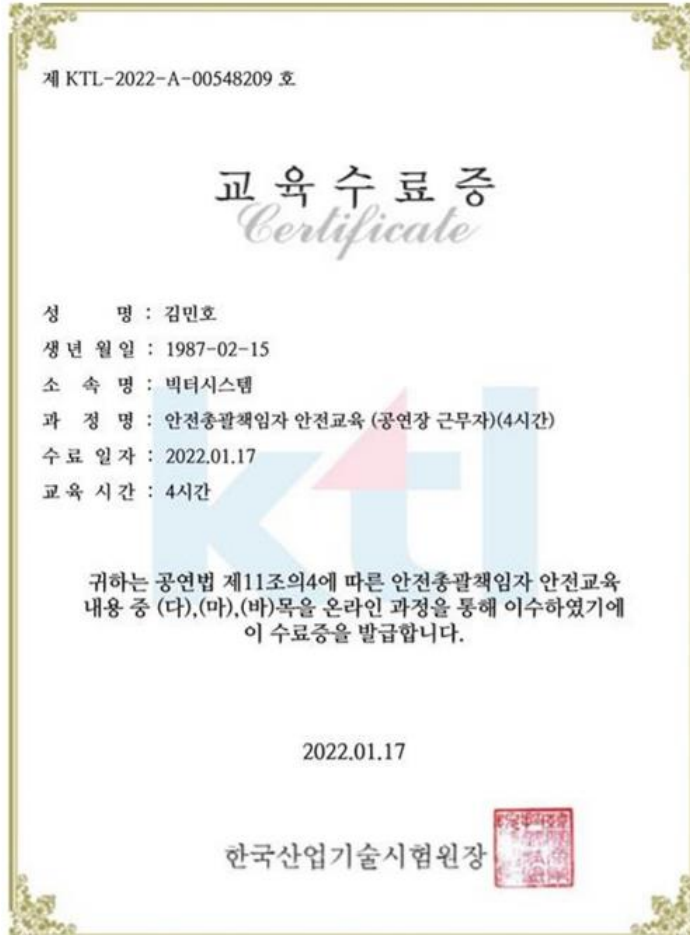 제 KTL-2022-A-00548209 호
교육수료증
Certificate
성 명 : 김민호
생년 월일 : 1987-02-15
소 속 명 : 빅터시스템
과 정 명 : 안전총괄책임자 안전교육 (공연장 근무자)(4시간)
수료 일자 : 2022.01.17
교육 시간 : 4시간
ktl
귀하는 공연법 제11조의4에 따른 안전총괄책임자 안전교육
내용 중 (다),(마),(바)목을 온라인 과정을 통해 이수하였기에
이 수료증을 발급합니다.
2022.01.17
한국산업기술시험원장